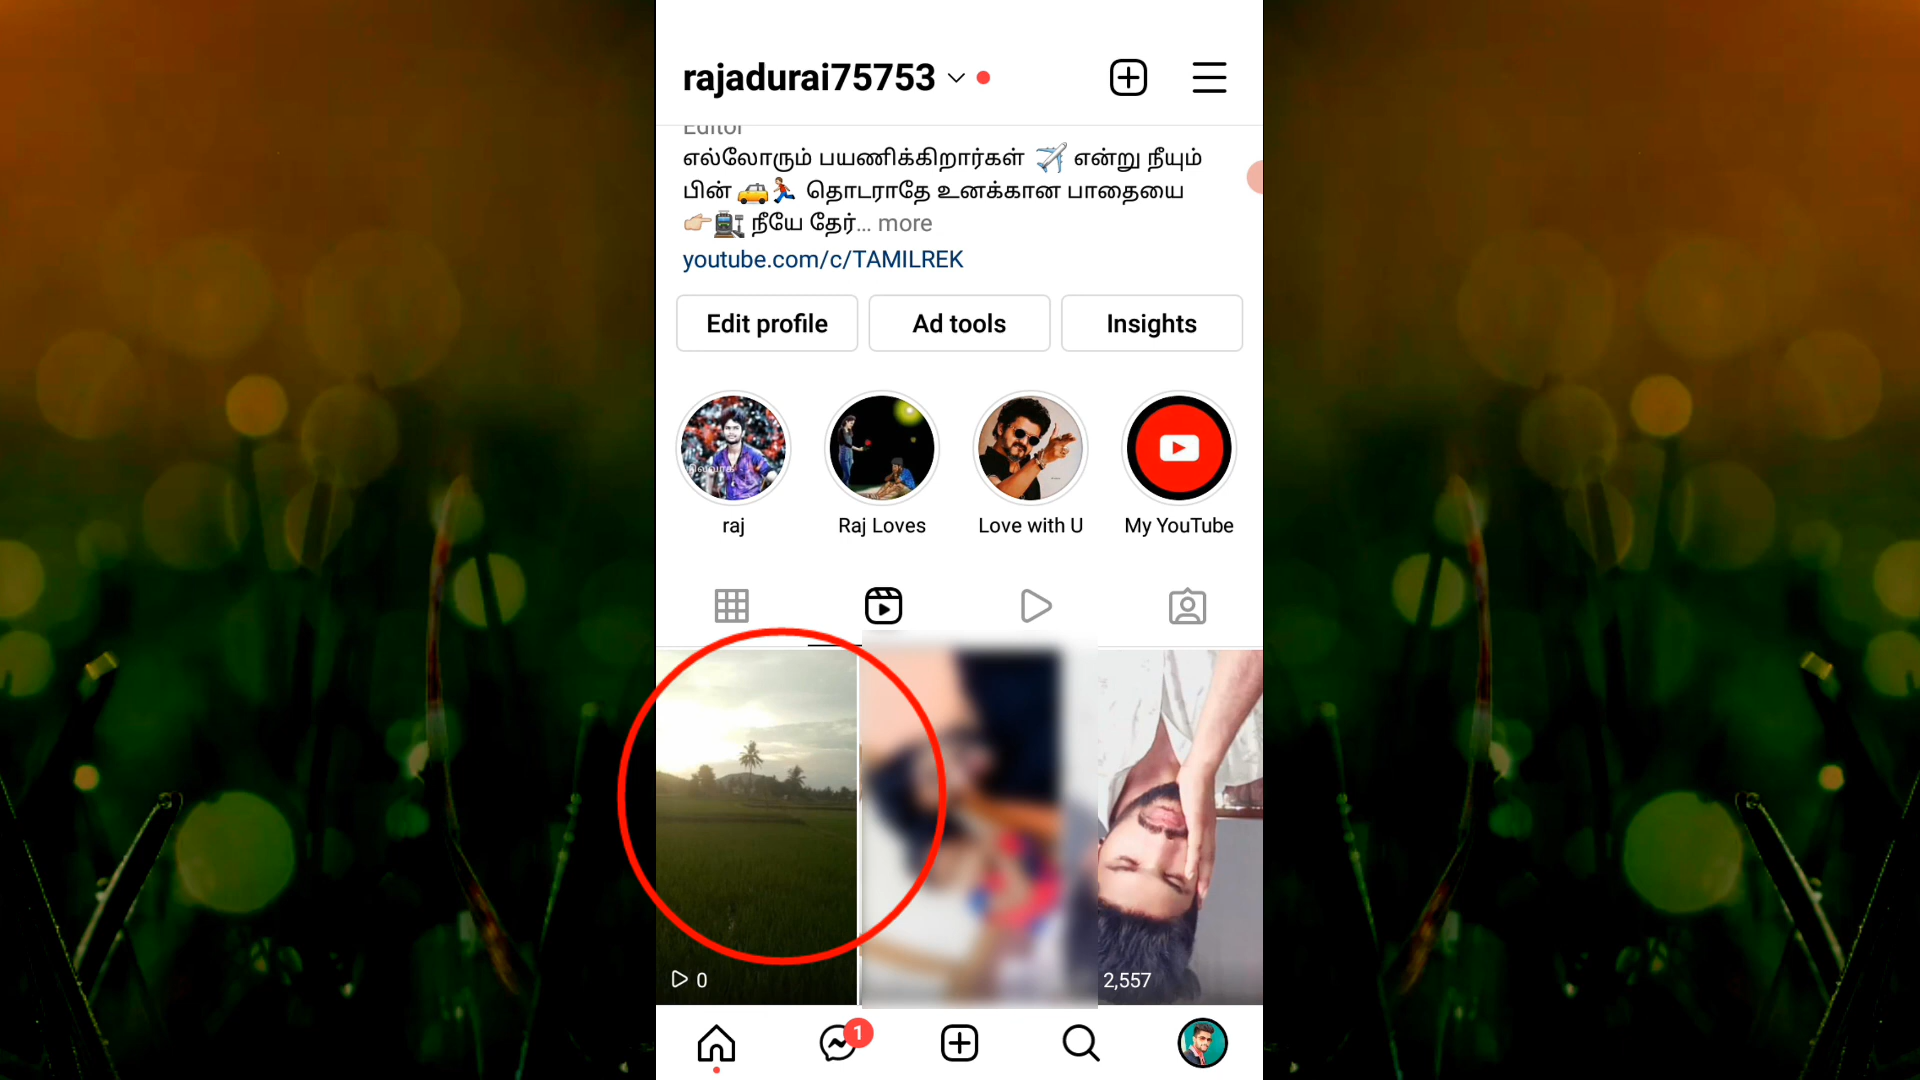 rajadurai75753
Editor
எல்லோரும் பயணிக்கிறார்கள் ✈️ என்று நீயும்
பின் 🚕🏃 தொடராதே உனக்கான பாதையை
👉🏻🚉 நீயே தேர்... more
youtube.com/c/TAMILREK
Edit profile Ad tools Insights
raj Raj Loves Love with U My YouTube
0 2,557
1